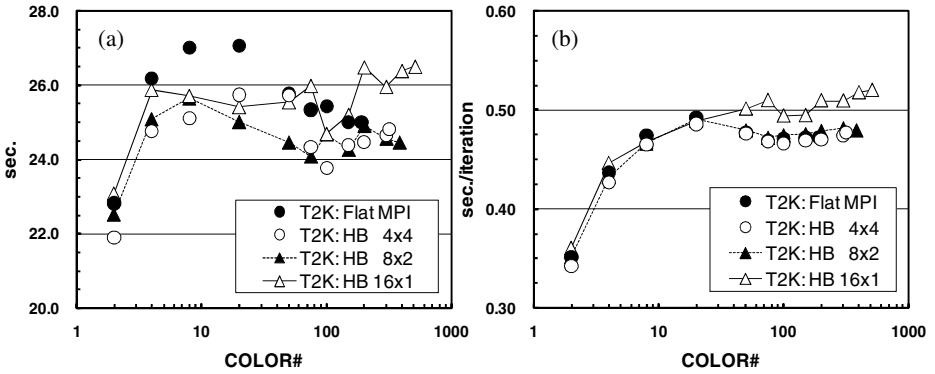 28.0
(a)
26.0
sec.
24.0
22.0
20.0
T2K: Flat MPI
T2K: HB 4x4
T2K: HB 8x2
T2K: HB 16x1
1 10 100 1000
COLOR#
0.60
(b)
0.50
sec./iteration
0.40
0.30
T2K: Flat MPI
T2K: HB 4x4
T2K: HB 8x2
T2K: HB 16x1
1 10 100 1000
COLOR#